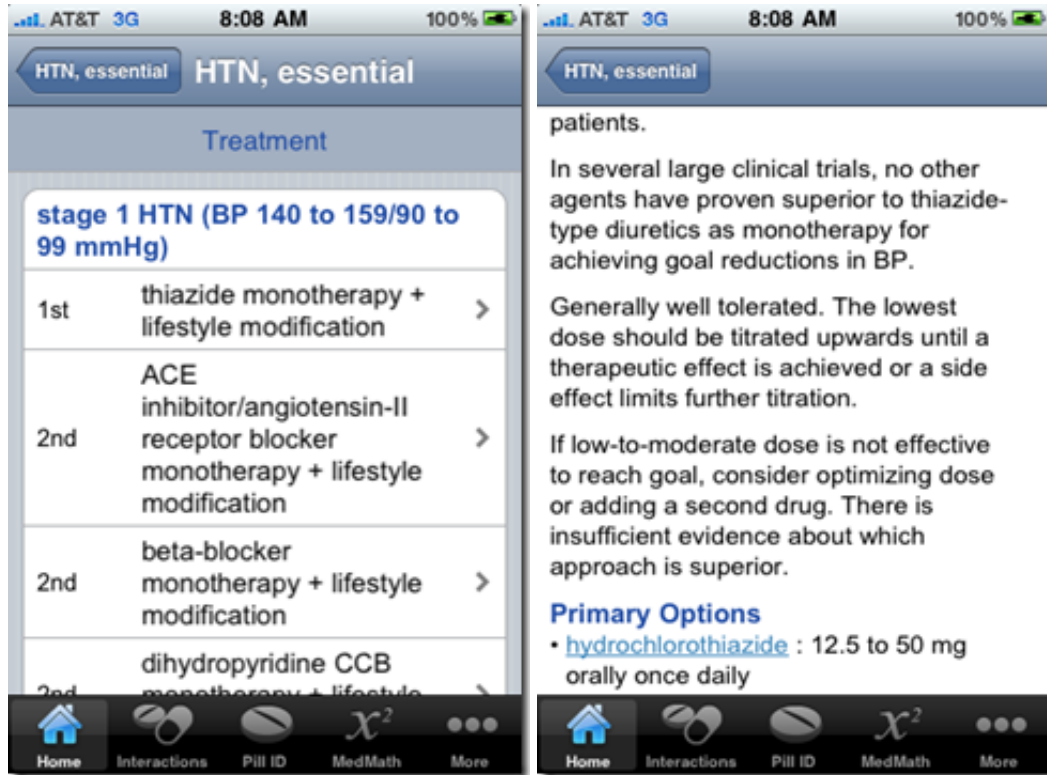 AT&T 3G 8:08 AM 100%
HTN, essential HTN, essential
Treatment
stage 1 HTN (BP 140 to 159/90 to
99 mmHg)
1st
thiazide monotherapy +
lifestyle modification
2nd
ACE
inhibitor/angiotensin-II
receptor blocker
monotherapy + lifestyle
modification
2nd
beta-blocker
monotherapy + lifestyle
modification
2nd
dihydropyridine CCB
monotherapy + lifestyle
Home Interactions Pill ID MedMath More
AT&T 3G 8:08 AM 100%
HTN, essential
patients.
In several large clinical trials, no other
agents have proven superior to thiazide-
type diuretics as monotherapy for
achieving goal reductions in BP.
Generally well tolerated. The lowest
dose should be titrated upwards until a
therapeutic effect is achieved or a side
effect limits further titration.
If low-to-moderate dose is not effective
to reach goal, consider optimizing dose
or adding a second drug. There is
insufficient evidence about which
approach is superior.
Primary Options
• hydrochlorothiazide : 12.5 to 50 mg
orally once daily
x²
Home Interactions Pill ID MedMath More